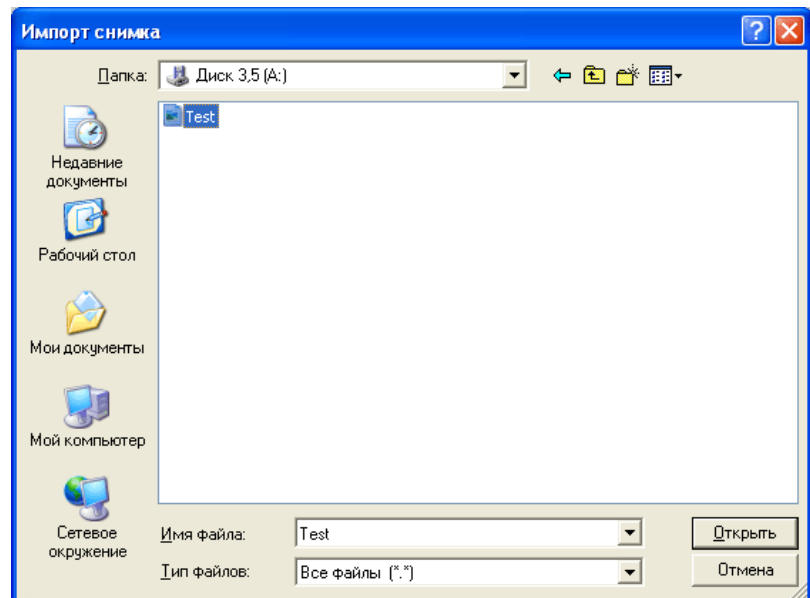 Импорт снимка
Папка: Диск 3,5 (A:)
Test
Недавние
документы
Рабочий стол
Мои документы
Мой компьютер
Сетевое
окружение
Имя файла: Test Открыть
Тип файлов: Все файлы (*.*) Отмена